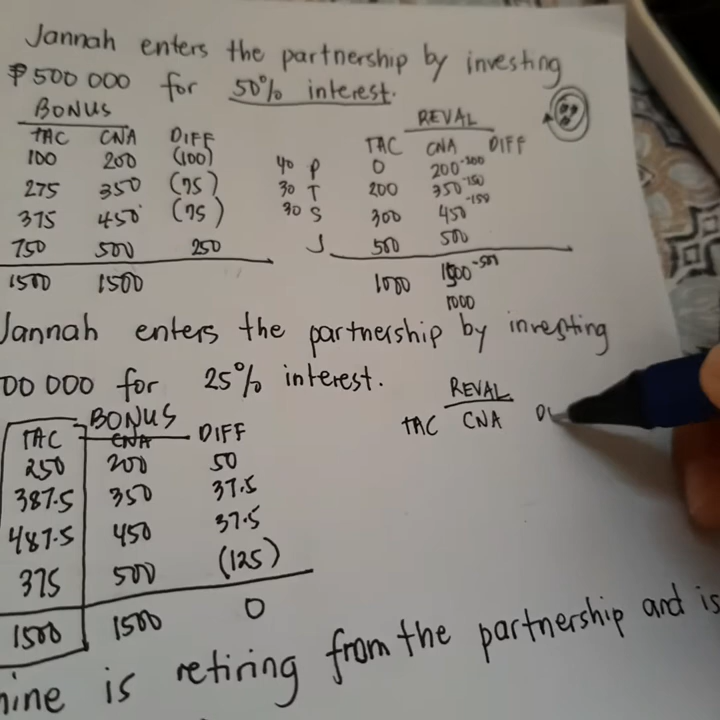 Jannah enters the partnership by investing
₱500 000 for 50% interest.
BONUS
TAC CNA DIFF
100 200 (100)
275 350 (75)
375 450 (75)
750 500 250
1500 1500
REVAL
TAC CNA DIFF
40 P 0 200 -200
30 T 200 350 -150
30 S 300 450 -150
J 500 500
1000 1500 -500
1000
Jannah enters the partnership by investing
00 000 for 25% interest.
BONUS
TAC CNA DIFF
250 200 50
387.5 350 37.5
487.5 450 37.5
375 500 (125)
1500 1500 0
REVAL
TAC CNA DI
mine is retiring from the partnership and is